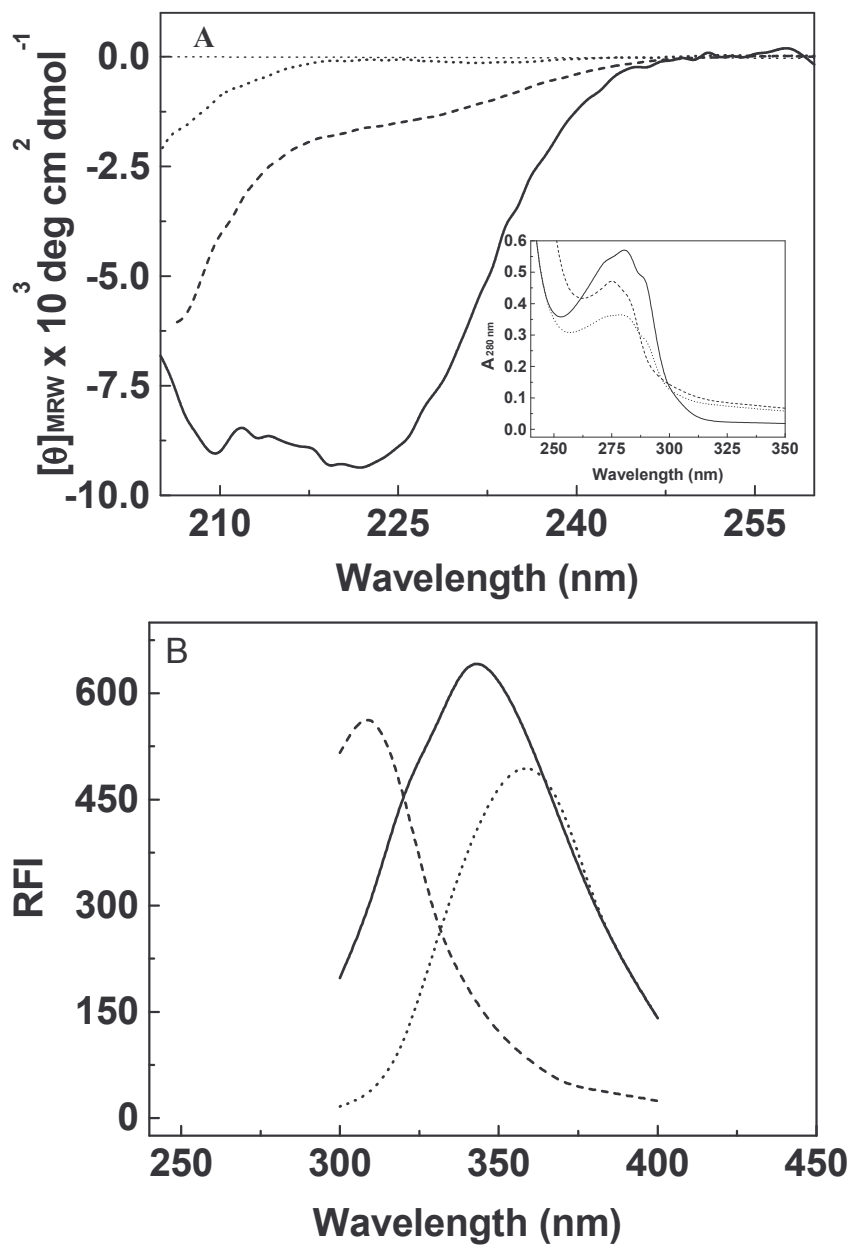 A
[θ]MRW x 10 3 deg cm 2 dmol -1
0.0
-2.5
-5.0
-7.5
-10.0
210 225 240 255
Wavelength (nm)
A 280 nm
0.6
0.5
0.4
0.3
0.2
0.1
0.0
250 275 300 325 350
Wavelength (nm)
B
RFI
600
450
300
150
0
250 300 350 400 450
Wavelength (nm)